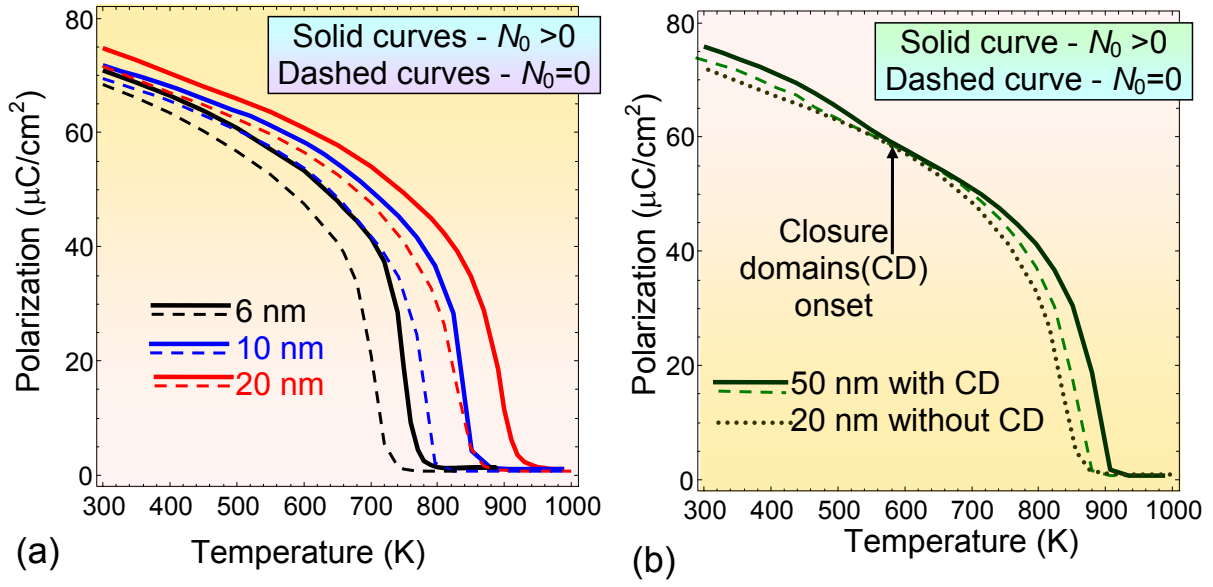 Solid curves - N₀ >0
Dashed curves - N₀=0
Polarization (μC/cm²)
80
60
40
20
0
6 nm
10 nm
20 nm
300 400 500 600 700 800 900 1000
(a)
Temperature (K)
Solid curve - N₀ >0
Dashed curve - N₀=0
Polarization (μC/cm²)
80
60
40
20
0
Closure
domains(CD)
onset
50 nm with CD
20 nm without CD
300 400 500 600 700 800 900 1000
(b)
Temperature (K)